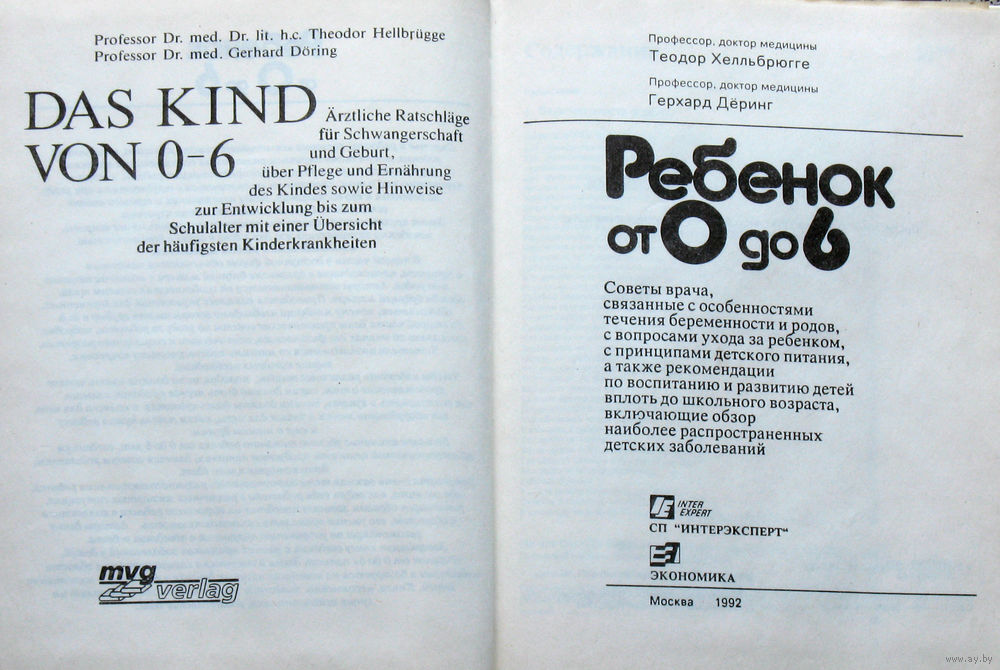 Professor Dr. med. Dr. lit. h.c. Theodor Hellbrügge
Professor Dr. med. Gerhard Döring
DAS KIND
VON 0-6
Ärztliche Ratschläge
für Schwangerschaft
und Geburt,
über Pflege und Ernährung
des Kindes sowie Hinweise
zur Entwicklung bis zum
Schulalter mit einer Übersicht
der häufigsten Kinderkrankheiten
mvg
verlag
Профессор, доктор медицины
Теодор Хелльбрюгге
Профессор, доктор медицины
Герхард Дёринг
Ребенок
от 0 до 6
Советы врача,
связанные с особенностями
течения беременности и родов,
с вопросами ухода за ребенком,
с принципами детского питания,
а также рекомендации
по воспитанию и развитию детей
вплоть до школьного возраста,
включающие обзор
наиболее распространенных
детских заболеваний
INTER
EXPERT
СП "ИНТЕРЭКСПЕРТ"
ЭКОНОМИКА
Москва 1992
www.ay.by